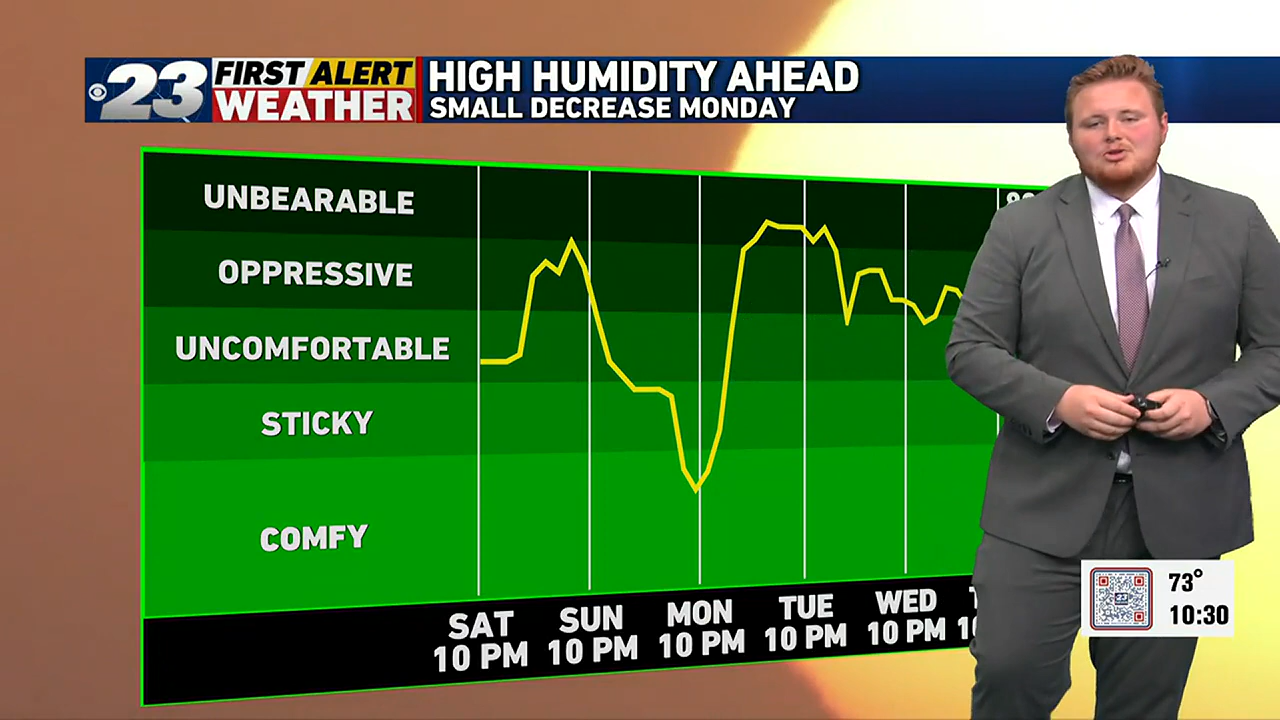 23
FIRST ALERT
WEATHER
HIGH HUMIDITY AHEAD
SMALL DECREASE MONDAY
UNBEARABLE
OPPRESSIVE
UNCOMFORTABLE
STICKY
COMFY
SAT
10 PM
SUN
10 PM
MON
10 PM
TUE
10 PM
WED
10 PM
73°
10:30